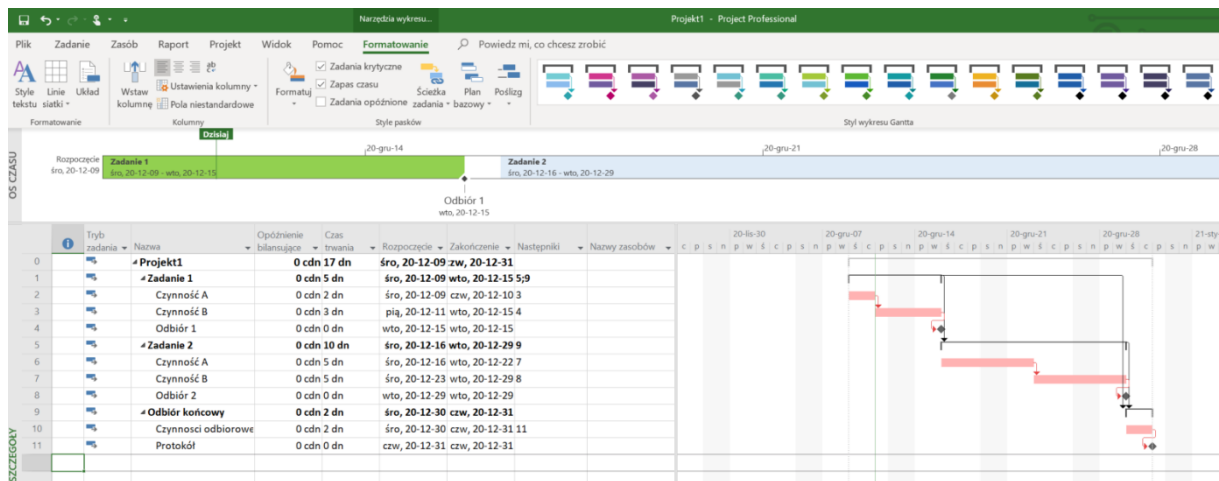 Narzędzia wykresu...
Projekt1 - Project Professional
Plik Zadanie Zasób Raport Projekt Widok Pomoc Formatowanie Powiedz mi, co chcesz zrobić
Style tekstu
Linie siatki
Układ
Formatowanie
Wstaw kolumnę
Ustawienia kolumny
Pola niestandardowe
Kolumny
Formatuj
Zadania krytyczne
Zapas czasu
Zadania opóźnione
Ścieżka zadania
Plan bazowy
Poślizg
Style pasków
Styl wykresu Gantta
Dzisiaj
OŚ CZASU
20-gru-14 20-gru-21 20-gru-28
Rozpoczęcie
śro, 20-12-09
Zadanie 1
śro, 20-12-09 - wto, 20-12-15
Zadanie 2
śro, 20-12-16 - wto, 20-12-29
Odbiór 1
wto, 20-12-15
Tryb zadania Nazwa Opóźnienie bilansujące Czas trwania Rozpoczęcie Zakończenie Następniki Nazwy zasobów
20-lis-30 20-gru-07 20-gru-14 20-gru-21 20-gru-28 21-sty
c p s n p w ś c p s n p w ś c p s n p w ś c p s n p w ś c p s n p w ś c p s n p w
0 Projekt1 0 cdn 17 dn śro, 20-12-09 czw, 20-12-31
1 Zadanie 1 0 cdn 5 dn śro, 20-12-09 wto, 20-12-15 5;9
2 Czynność A 0 cdn 2 dn śro, 20-12-09 czw, 20-12-10 3
3 Czynność B 0 cdn 3 dn pią, 20-12-11 wto, 20-12-15 4
4 Odbiór 1 0 cdn 0 dn wto, 20-12-15 wto, 20-12-15
5 Zadanie 2 0 cdn 10 dn śro, 20-12-16 wto, 20-12-29 9
6 Czynność A 0 cdn 5 dn śro, 20-12-16 wto, 20-12-22 7
7 Czynność B 0 cdn 5 dn śro, 20-12-23 wto, 20-12-29 8
8 Odbiór 2 0 cdn 0 dn wto, 20-12-29 wto, 20-12-29
9 Odbiór końcowy 0 cdn 2 dn śro, 20-12-30 czw, 20-12-31
10 Czynnosci odbiorowe 0 cdn 2 dn śro, 20-12-30 czw, 20-12-31 11
11 Protokół 0 cdn 0 dn czw, 20-12-31 czw, 20-12-31
SZCZEGÓŁY